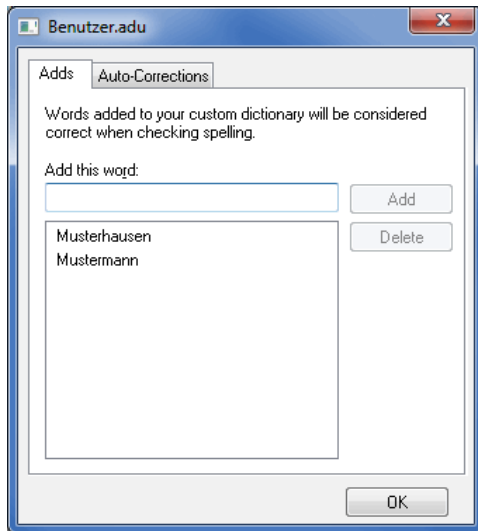 Benutzer.adu
Adds
Auto-Corrections
Words added to your custom dictionary will be considered
correct when checking spelling.
Add this word:
Add
Musterhausen
Delete
Mustermann
OK